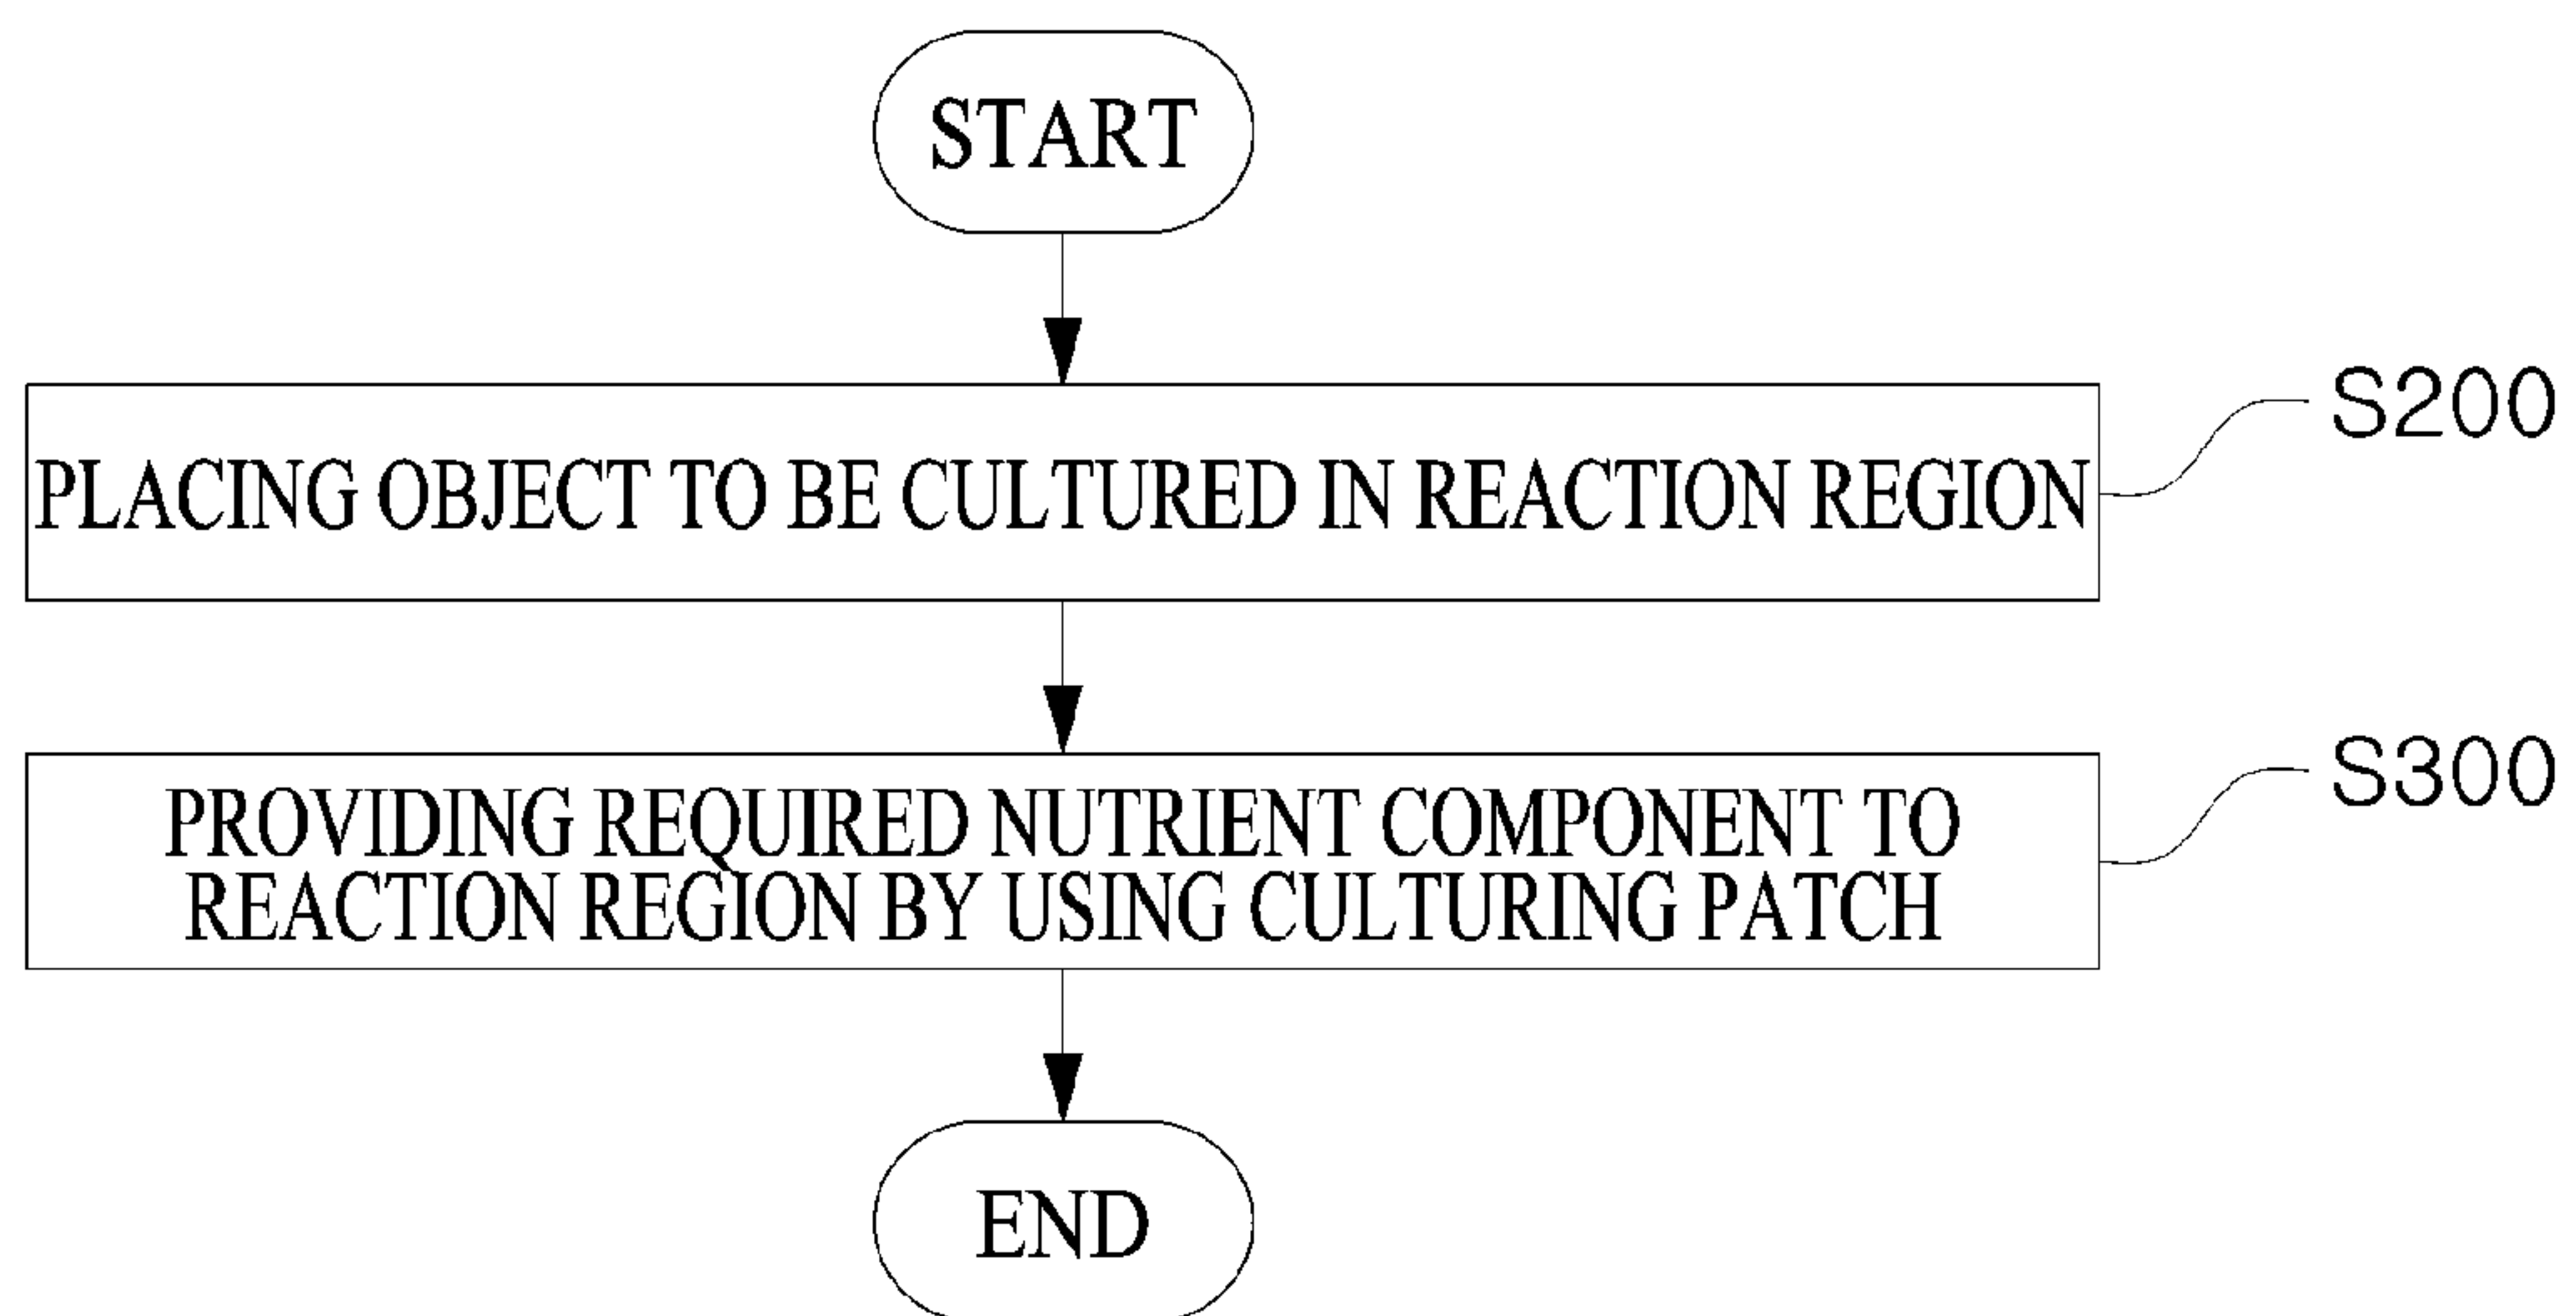 START
PLACING OBJECT TO BE CULTURED IN REACTION REGION
S200
PROVIDING REQUIRED NUTRIENT COMPONENT TO
REACTION REGION BY USING CULTURING PATCH
S300
END